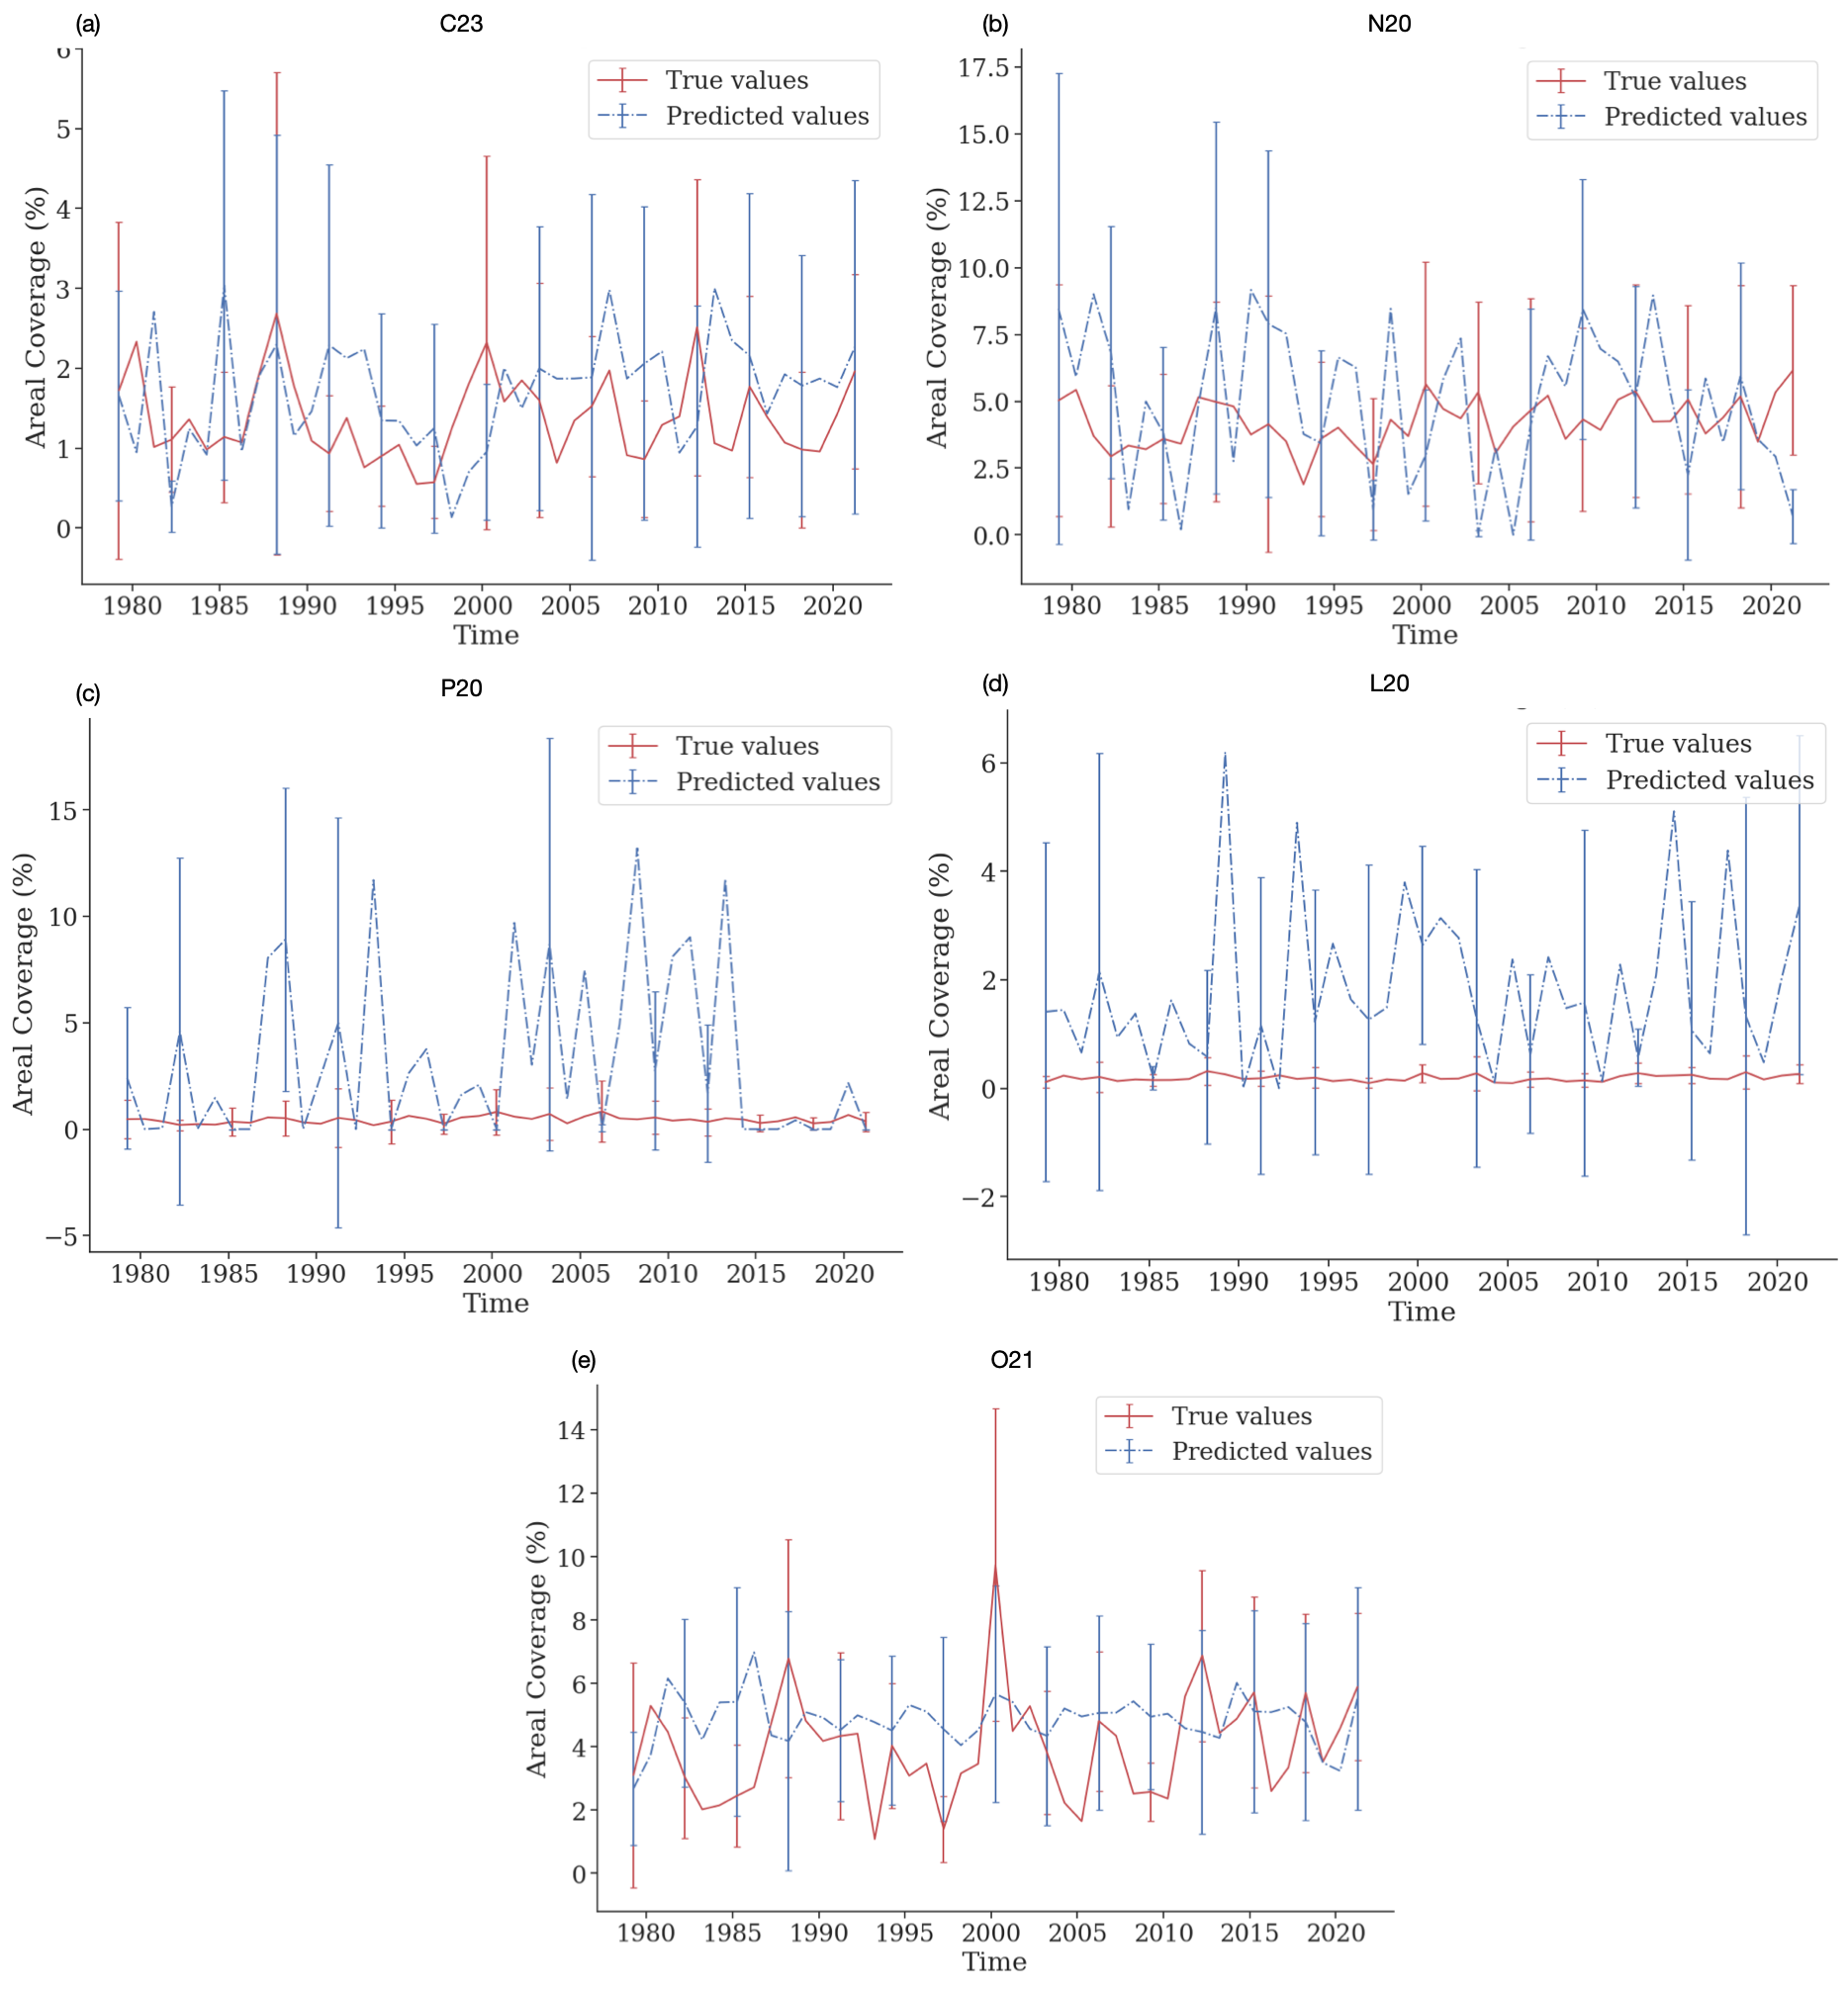 (a) C23
6
5
4
3
2
1
0
Areal Coverage (%)
True values
Predicted values
1980 1985 1990 1995 2000 2005 2010 2015 2020
Time
(b) N20
17.5
15.0
12.5
10.0
7.5
5.0
2.5
0.0
Areal Coverage (%)
True values
Predicted values
1980 1985 1990 1995 2000 2005 2010 2015 2020
Time
(c) P20
15
10
5
0
−5
Areal Coverage (%)
True values
Predicted values
1980 1985 1990 1995 2000 2005 2010 2015 2020
Time
(d) L20
6
4
2
0
−2
Areal Coverage (%)
True values
Predicted values
1980 1985 1990 1995 2000 2005 2010 2015 2020
Time
(e) O21
14
12
10
8
6
4
2
0
Areal Coverage (%)
True values
Predicted values
1980 1985 1990 1995 2000 2005 2010 2015 2020
Time